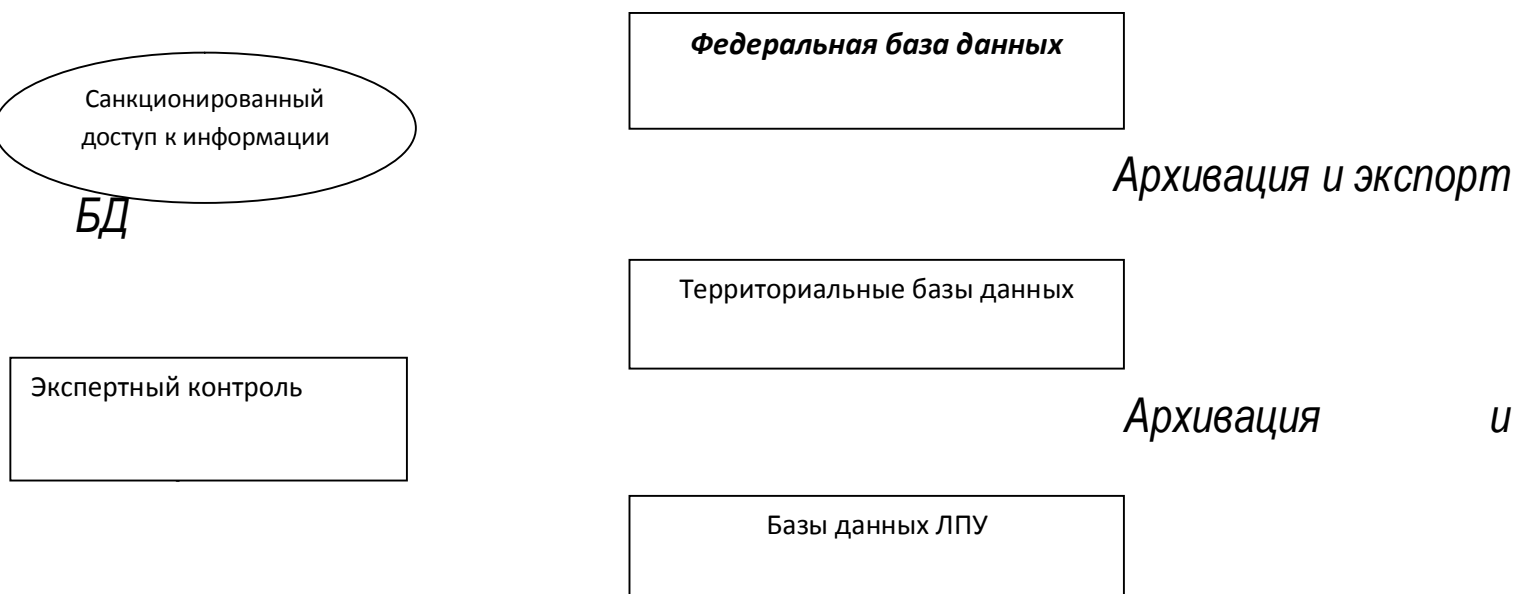 Федеральная база данных
Санкционированный
доступ к информации
Архивация и экспорт
БД
Территориальные базы данных
Экспертный контроль
Архивация и
Базы данных ЛПУ